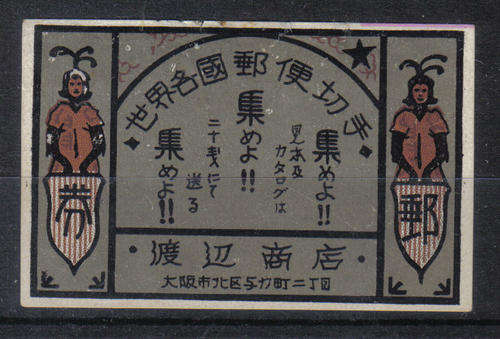 世界各國郵便切手
集めよ!!
見本及
カタログは
集めよ!!
二十銭にて
送る
集めよ!!
郵
券
渡辺商店
大阪市北区与力町二丁目